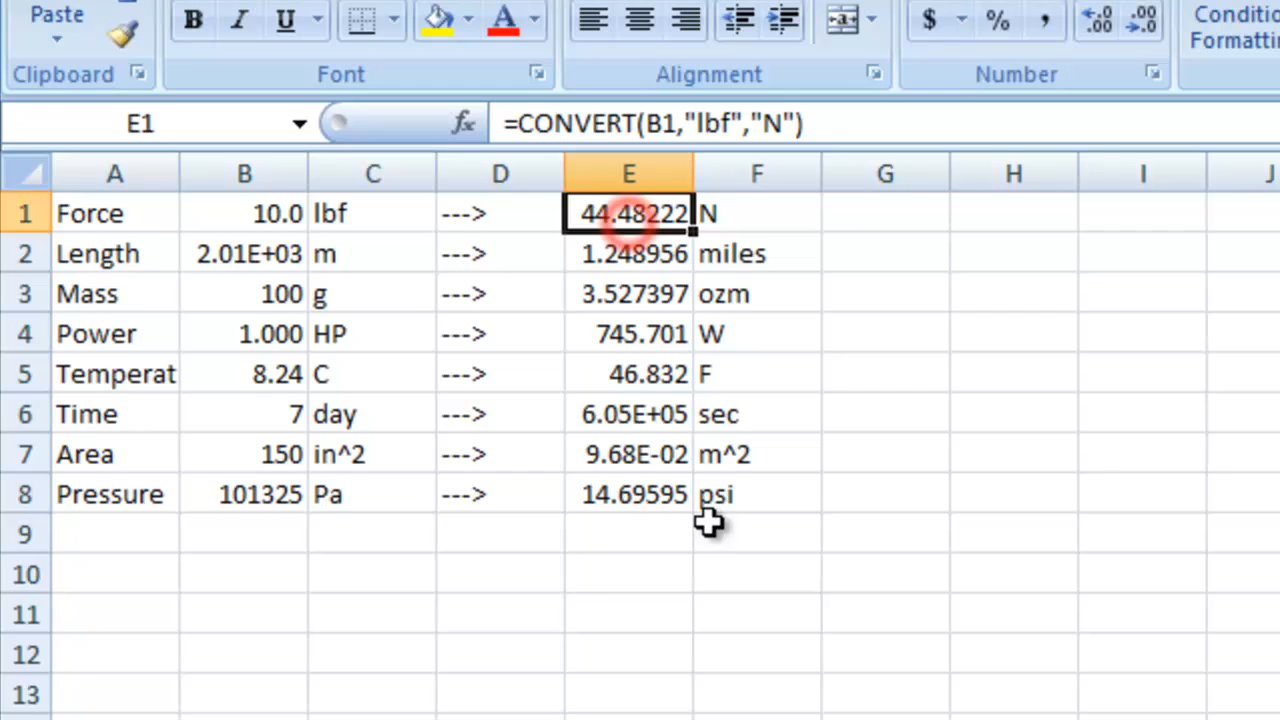 Paste B I U A $ % , .00 .00 Conditio
Formattin
Clipboard Font Alignment Number
E1 fx =CONVERT(B1,"lbf","N")
A B C D E F G H I J
1 Force 10.0 lbf ---> 44.48222 N
2 Length 2.01E+03 m ---> 1.248956 miles
3 Mass 100 g ---> 3.527397 ozm
4 Power 1.000 HP ---> 745.701 W
5 Temperat 8.24 C ---> 46.832 F
6 Time 7 day ---> 6.05E+05 sec
7 Area 150 in^2 ---> 9.68E-02 m^2
8 Pressure 101325 Pa ---> 14.69595 psi
9
10
11
12
13